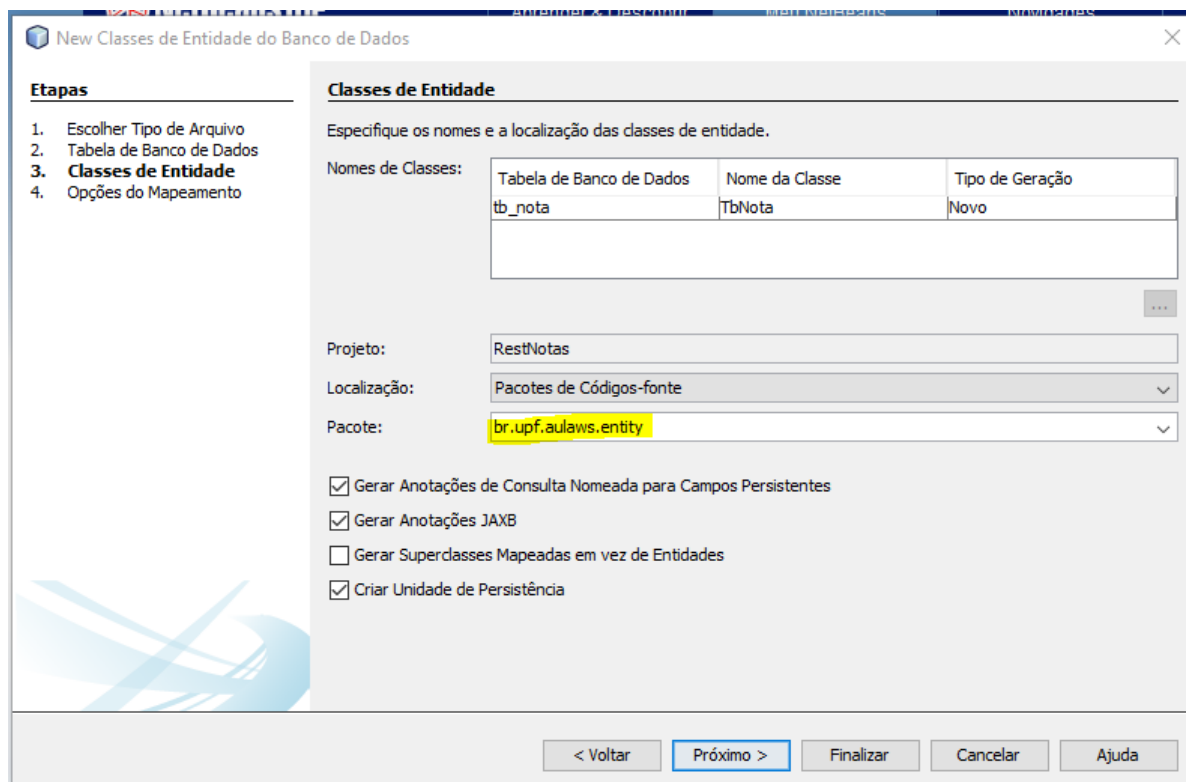 Aprender & Descobrir Meu NetBeans Novidades
New Classes de Entidade do Banco de Dados
Etapas
1. Escolher Tipo de Arquivo
2. Tabela de Banco de Dados
3. Classes de Entidade
4. Opções do Mapeamento
Classes de Entidade
Especifique os nomes e a localização das classes de entidade.
Nomes de Classes:
Tabela de Banco de Dados Nome da Classe Tipo de Geração
tb_nota TbNota Novo
...
Projeto: RestNotas
Localização: Pacotes de Códigos-fonte
Pacote: br.upf.aulaws.entity
Gerar Anotações de Consulta Nomeada para Campos Persistentes
Gerar Anotações JAXB
Gerar Superclasses Mapeadas em vez de Entidades
Criar Unidade de Persistência
< Voltar Próximo > Finalizar Cancelar Ajuda